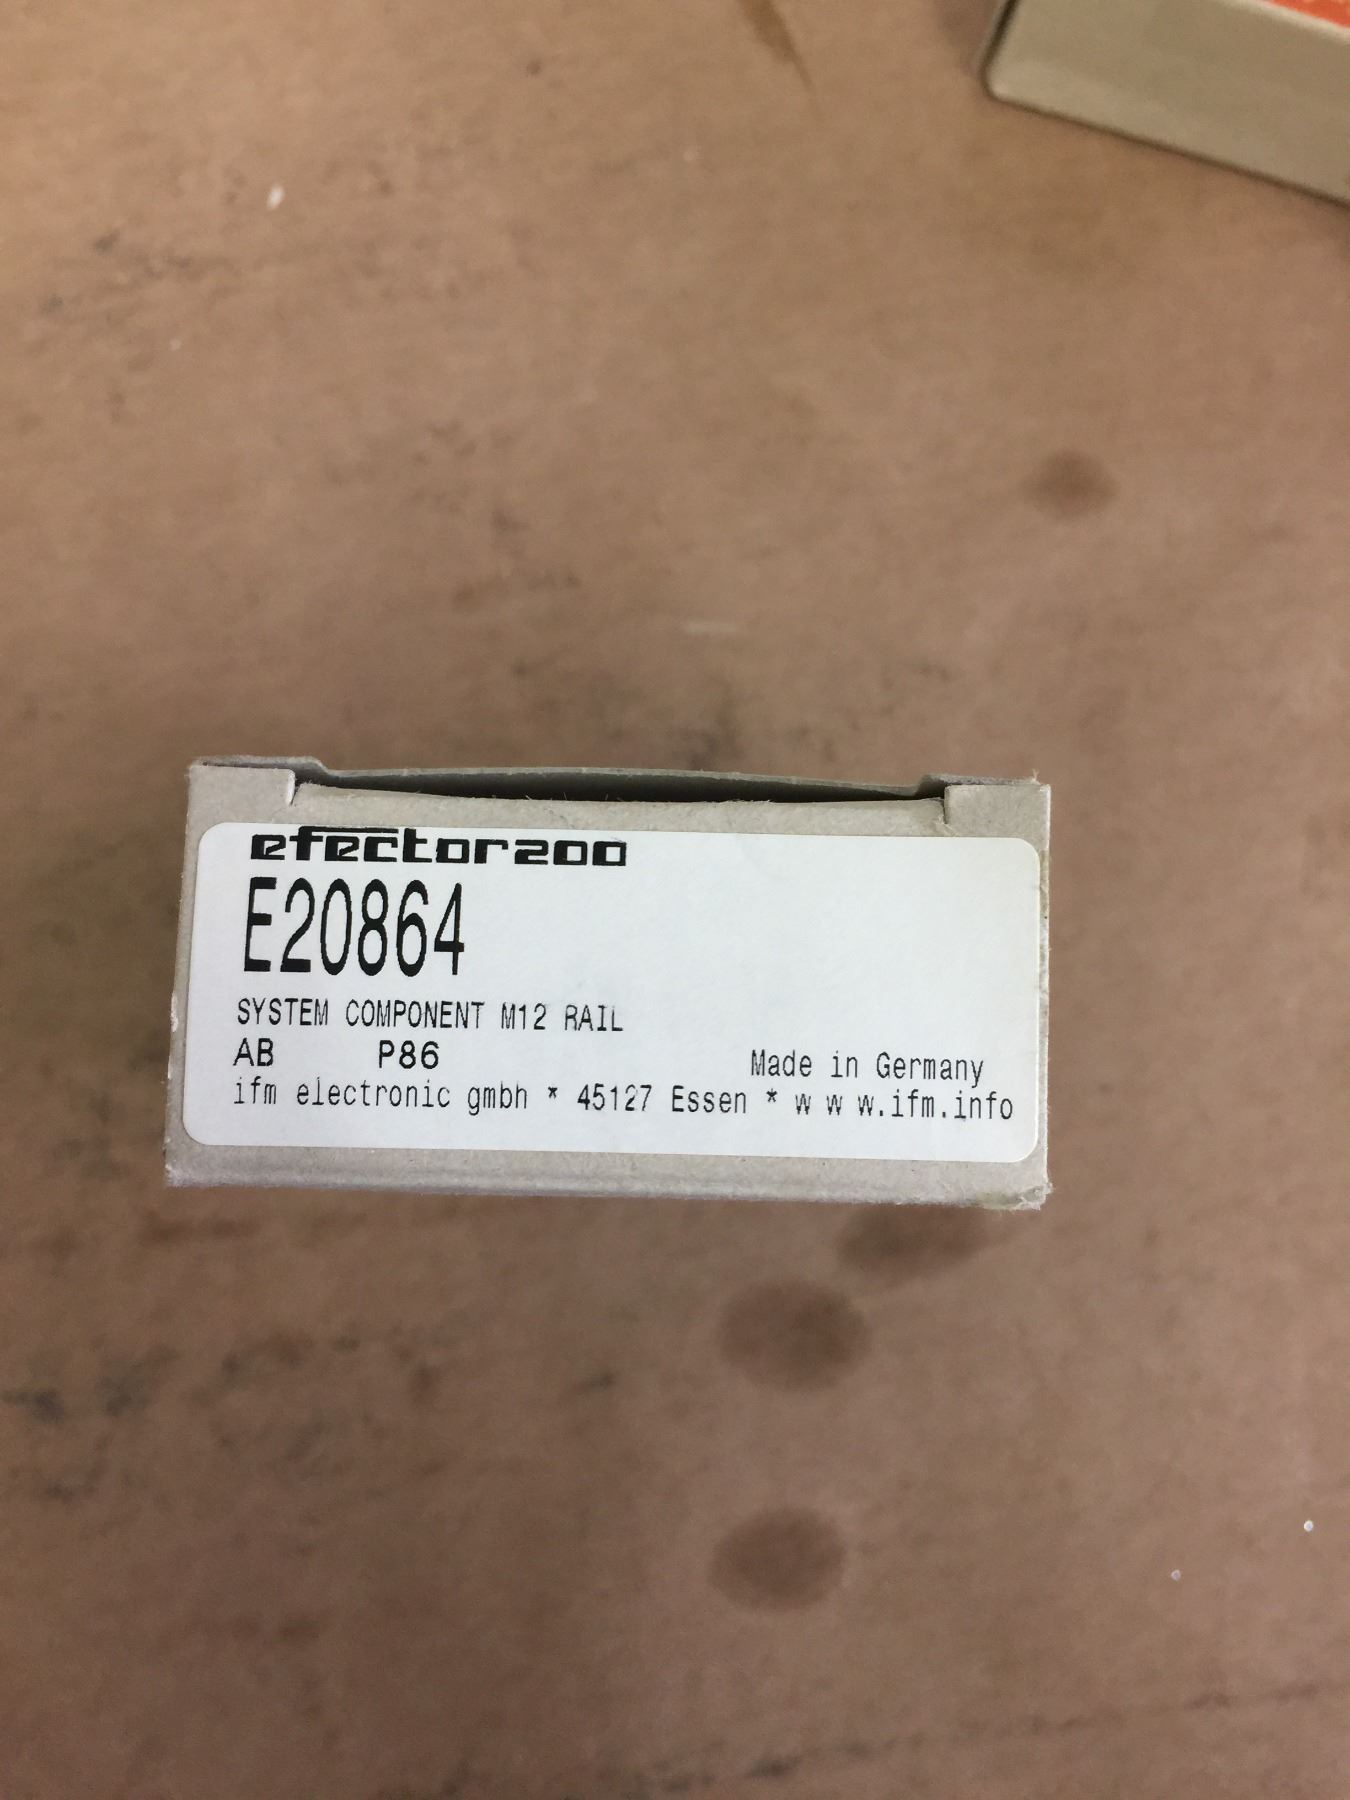 efector200
E20864
SYSTEM COMPONENT M12 RAIL
AB P86 Made in Germany
ifm electronic gmbh * 45127 Essen * w w w.ifm.info